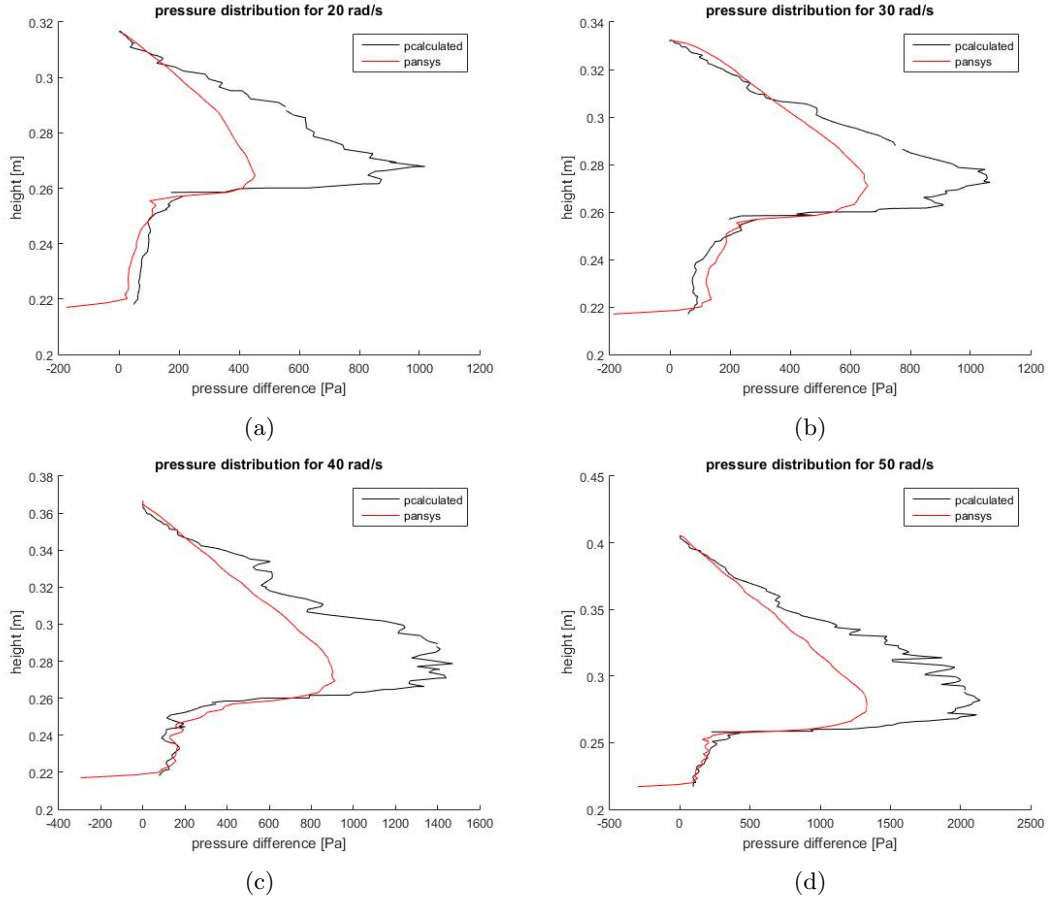 pressure distribution for 20 rad/s
0.32
0.3
0.28
0.26
0.24
0.22
0.2
height [m]
-200
0
200
400
600
800
1000
1200
pressure difference [Pa]
pcalculated
pansys
(a)
pressure distribution for 30 rad/s
0.34
0.32
0.3
0.28
0.26
0.24
0.22
0.2
height [m]
-200
0
200
400
600
800
1000
1200
pressure difference [Pa]
pcalculated
pansys
(b)
pressure distribution for 40 rad/s
0.38
0.36
0.34
0.32
0.3
0.28
0.26
0.24
0.22
0.2
height [m]
-400
-200
0
200
400
600
800
1000
1200
1400
1600
pressure difference [Pa]
pcalculated
pansys
(c)
pressure distribution for 50 rad/s
0.45
0.4
0.35
0.3
0.25
0.2
height [m]
-500
0
500
1000
1500
2000
2500
pressure difference [Pa]
pcalculated
pansys
(d)